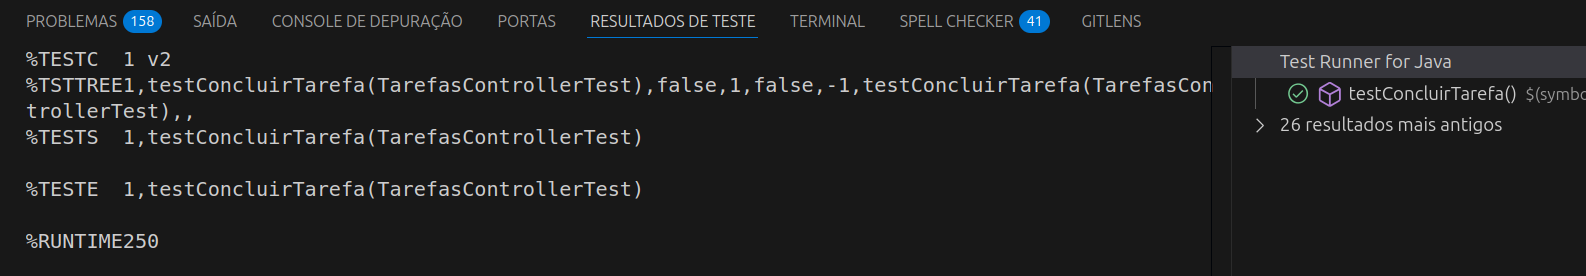 PROBLEMAS 158 SAÍDA CONSOLE DE DEPURAÇÃO PORTAS RESULTADOS DE TESTE TERMINAL SPELL CHECKER 41 GITLENS
%TESTC  1 v2
%TSTTREE1,testConcluirTarefa(TarefasControllerTest),false,1,false,-1,testConcluirTarefa(TarefasCon
trollerTest),,
%TESTS  1,testConcluirTarefa(TarefasControllerTest)
%TESTE  1,testConcluirTarefa(TarefasControllerTest)
%RUNTIME250
Test Runner for Java
testConcluirTarefa() $(symbo
26 resultados mais antigos